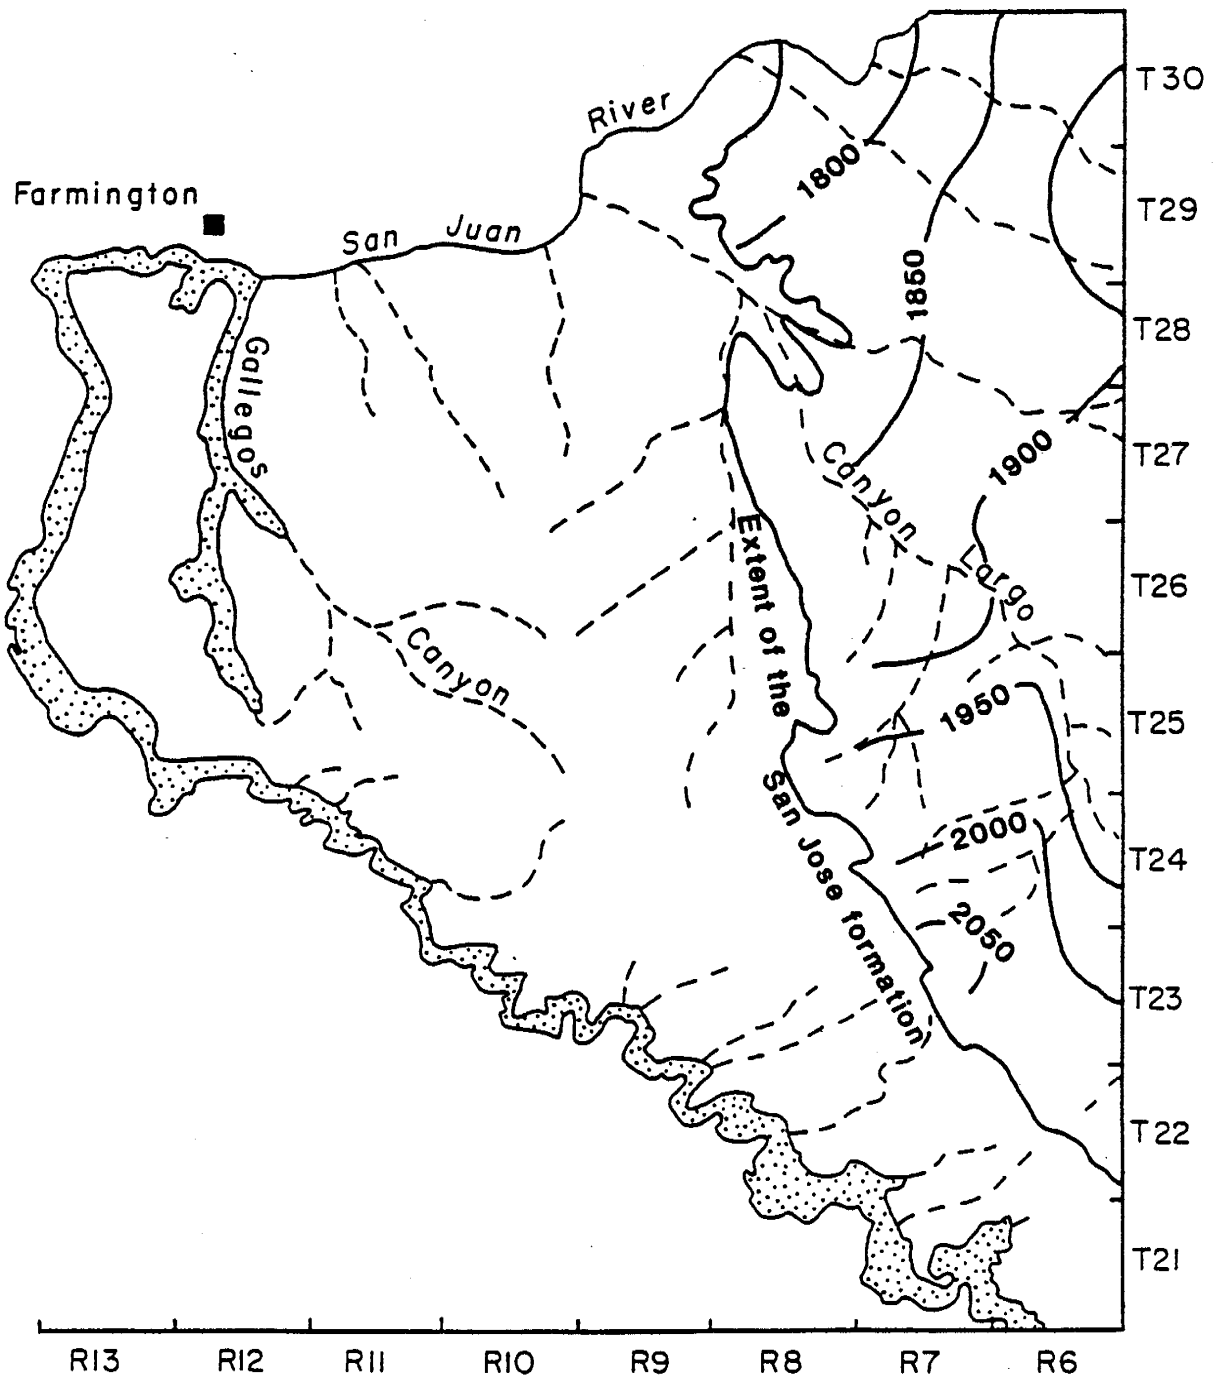 T30
River
1800
Farmington
T29
San Juan
1850
T28
Gallegos
T27
1900
Canyon Largo
T26
Extent of the San Jose formation
Canyon
1950
T25
2000
T24
2050
T23
T22
T21
R13 R12 R11 R10 R9 R8 R7 R6